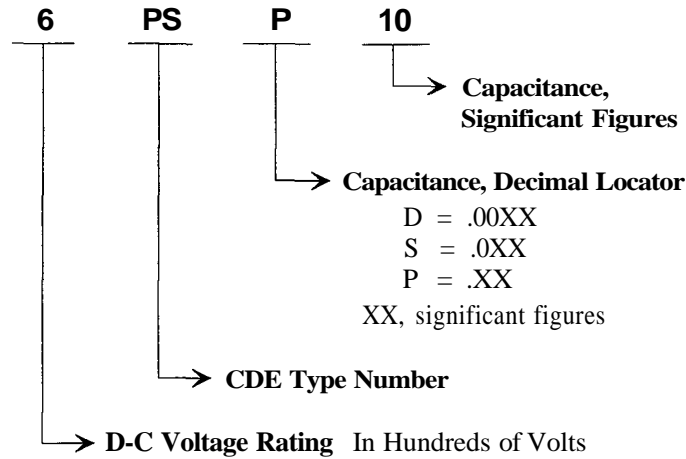 6 PS P 10
Capacitance,
Significant Figures
Capacitance, Decimal Locator
D = .00XX
S = .0XX
P = .XX
XX, significant figures
CDE Type Number
D-C Voltage Rating In Hundreds of Volts